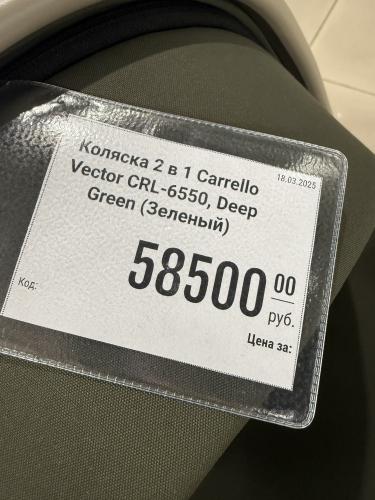 Коляска 2 в 1 Carrello
18.03.2025
Vector CRL-6550, Deep
Green (Зеленый)
58500 00
руб.
Код:
Цена за: